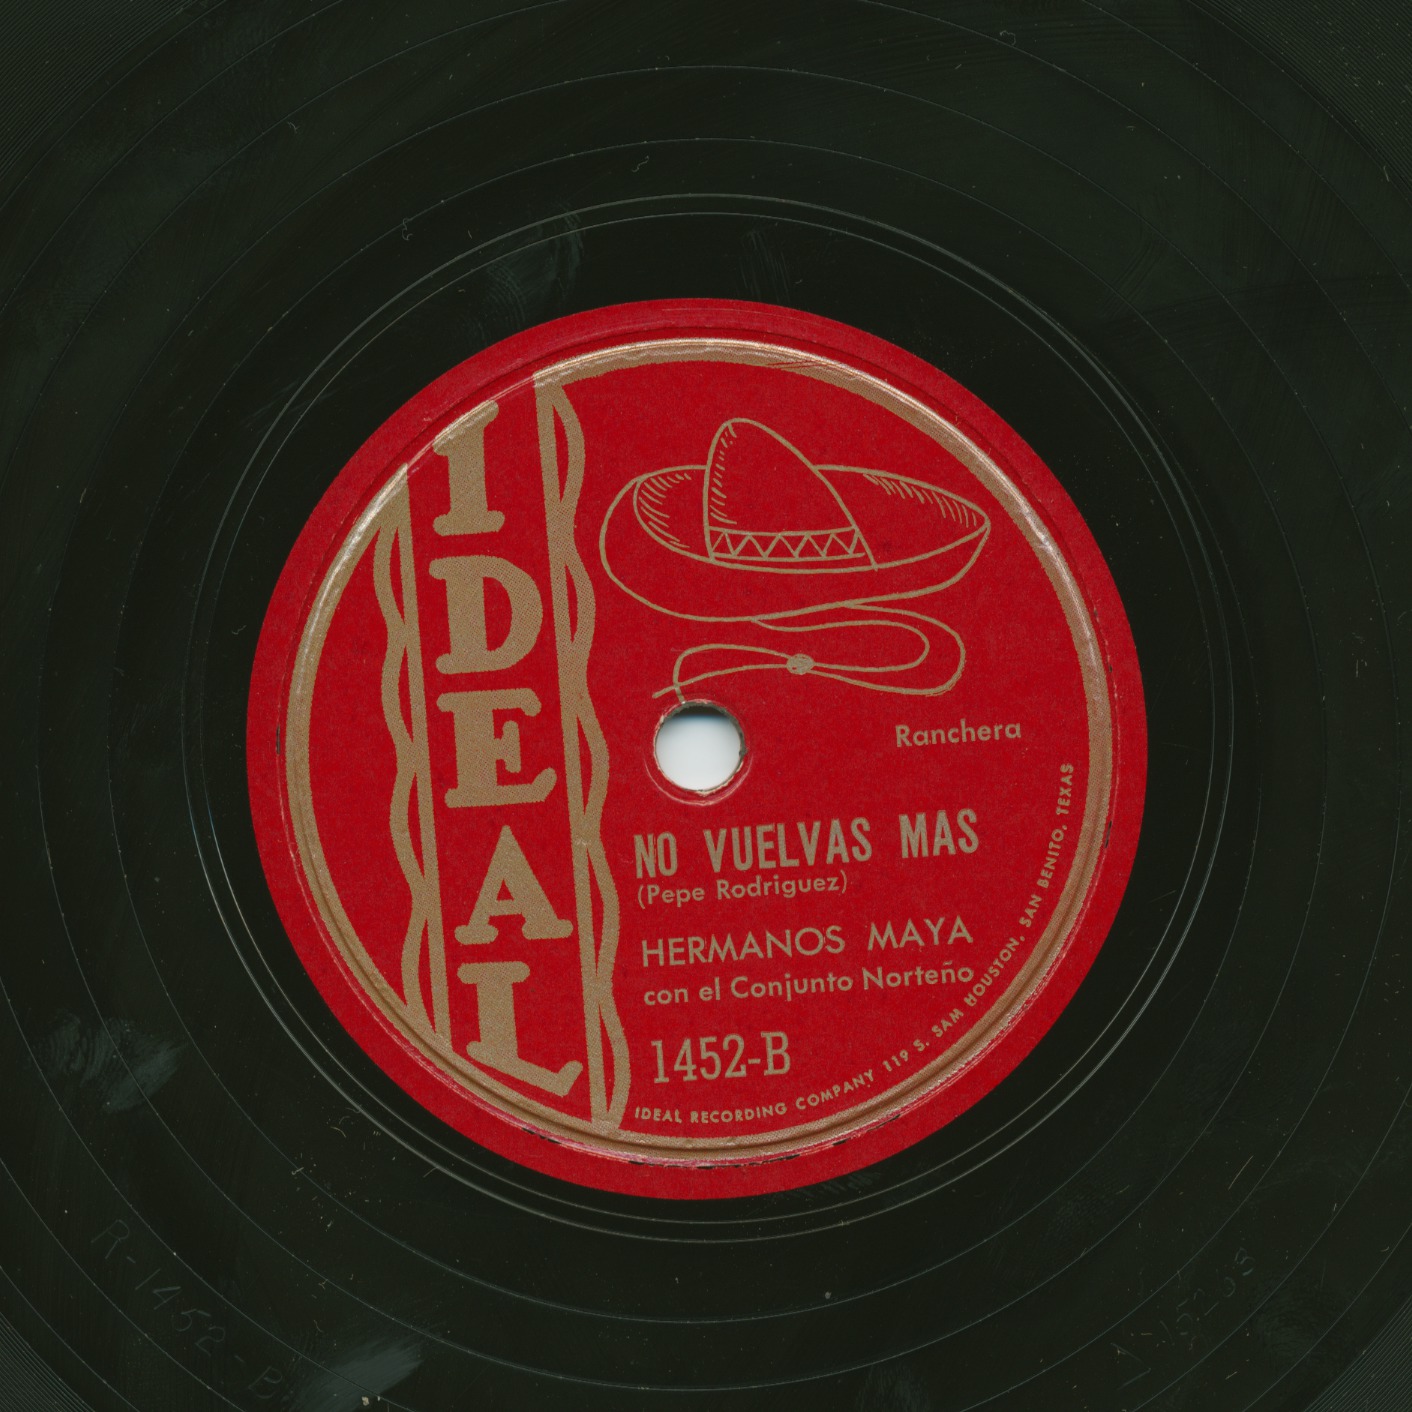 IDEAL
Ranchera
NO VUELVAS MAS
(Pepe Rodriguez)
HERMANOS MAYA
con el Conjunto Norteño
1452-B
IDEAL RECORDING COMPANY 119 S. SAM HOUSTON, SAN BENITO, TEXAS
R-1452-B